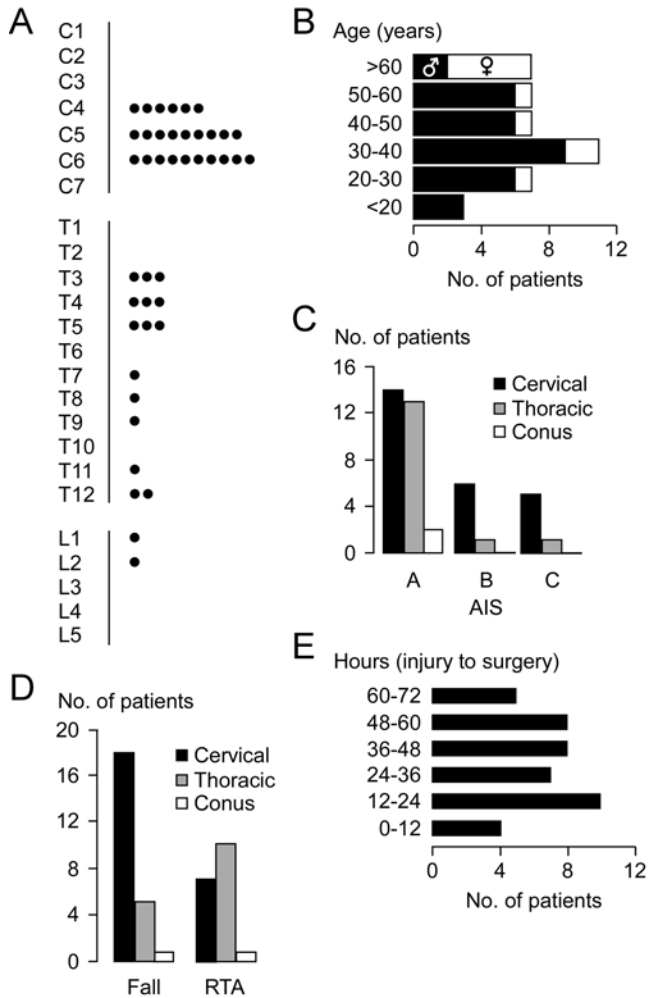 A
C1
C2
C3
C4
C5
C6
C7
T1
T2
T3
T4
T5
T6
T7
T8
T9
T10
T11
T12
L1
L2
L3
L4
L5
B
Age (years)
>60 ♂ ♀
50-60
40-50
30-40
20-30
<20
0 4 8 12
No. of patients
C
No. of patients
16
12
8
4
0
Cervical
Thoracic
Conus
A B C
AIS
D
No. of patients
20
16
12
8
4
0
Cervical
Thoracic
Conus
Fall RTA
E
Hours (injury to surgery)
60-72
48-60
36-48
24-36
12-24
0-12
0 4 8 12
No. of patients